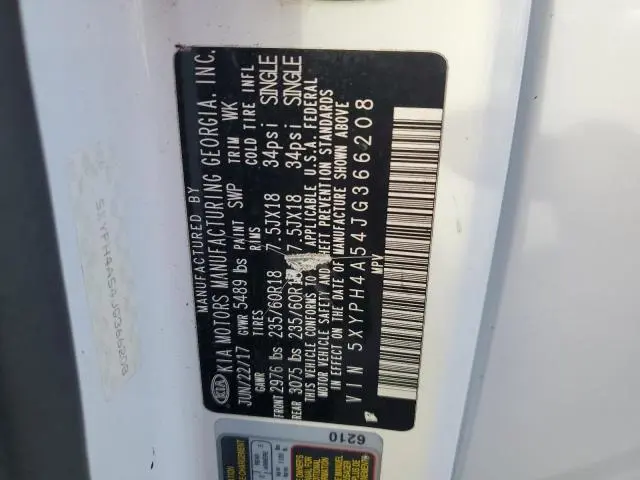 MANUFACTURED BY
KIA KIA MOTORS MANUFACTURING GEORGIA. INC.
JUN/22/17 GVWR 5489 lbs PAINT SWP TRIM WK
GAWR TIRES RIMS COLD TIRE INFL
FRONT 2976 lbs 235/60R18 7.5JX18 34psi SINGLE
REAR 3075 lbs 235/60R18 7.5JX18 34psi SINGLE
THIS VEHICLE CONFORMS TO ALL APPLICABLE U.S.A. FEDERAL
MOTOR VEHICLE SAFETY AND THEFT PREVENTION STANDARDS
IN EFFECT ON THE DATE OF MANUFACTURE SHOWN ABOVE
VIN 5XYPH4A54JG366208
MPV
5XYPH4A54JG366208
6210